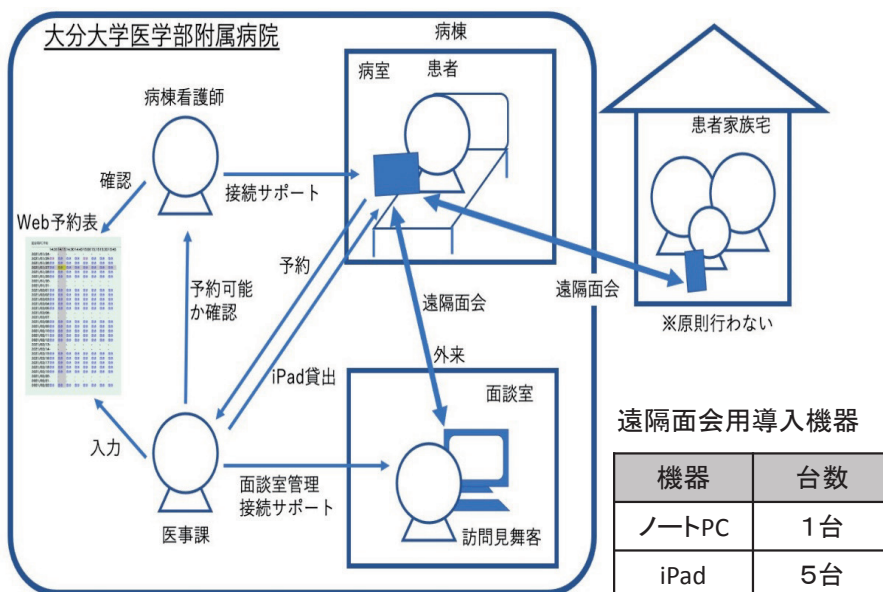 大分大学医学部附属病院
病棟
病室
患者
病棟看護師
患者家族宅
確認
接続サポート
Web予約表
予約可能
か確認
予約
遠隔面会
遠隔面会
※原則行わない
iPad貸出
外来
面談室
入力
面談室管理
接続サポート
医事課
訪問見舞客
遠隔面会用導入機器
機器 台数
ノートPC 1台
iPad 5台